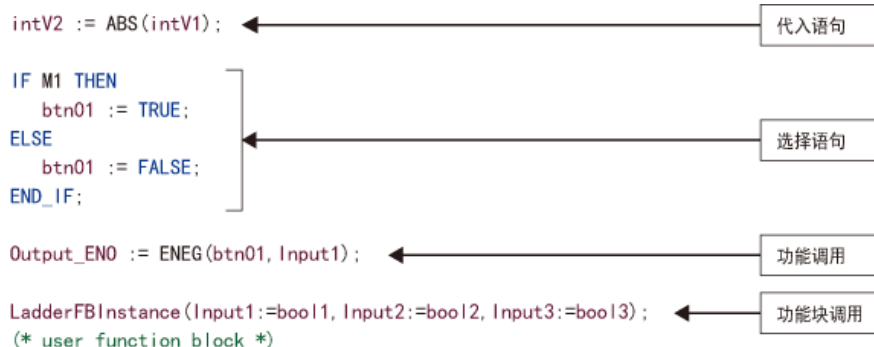 intV2 := ABS(intV1);
代入语句
IF M1 THEN
btn01 := TRUE;
ELSE
btn01 := FALSE;
END_IF;
选择语句
Output_ENO := ENEG(btn01,Input1);
功能调用
LadderFBInstance(Input1:=bool1,Input2:=bool2,Input3:=bool3);
功能块调用
(* user function block *)